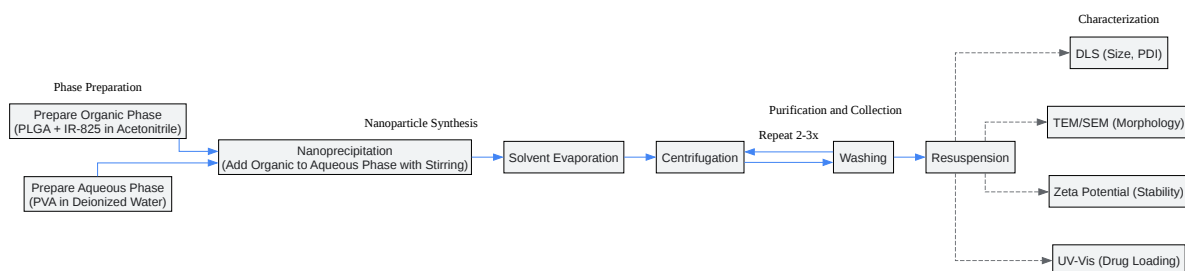 Characterization
DLS (Size, PDI)
Phase Preparation
Prepare Organic Phase
(PLGA + IR-825 in Acetonitrile)
Purification and Collection
Nanoparticle Synthesis
Repeat 2-3x
TEM/SEM (Morphology)
Nanoprecipitation
(Add Organic to Aqueous Phase with Stirring)
Solvent Evaporation
Centrifugation
Washing
Resuspension
Prepare Aqueous Phase
(PVA in Deionized Water)
Zeta Potential (Stability)
UV-Vis (Drug Loading)